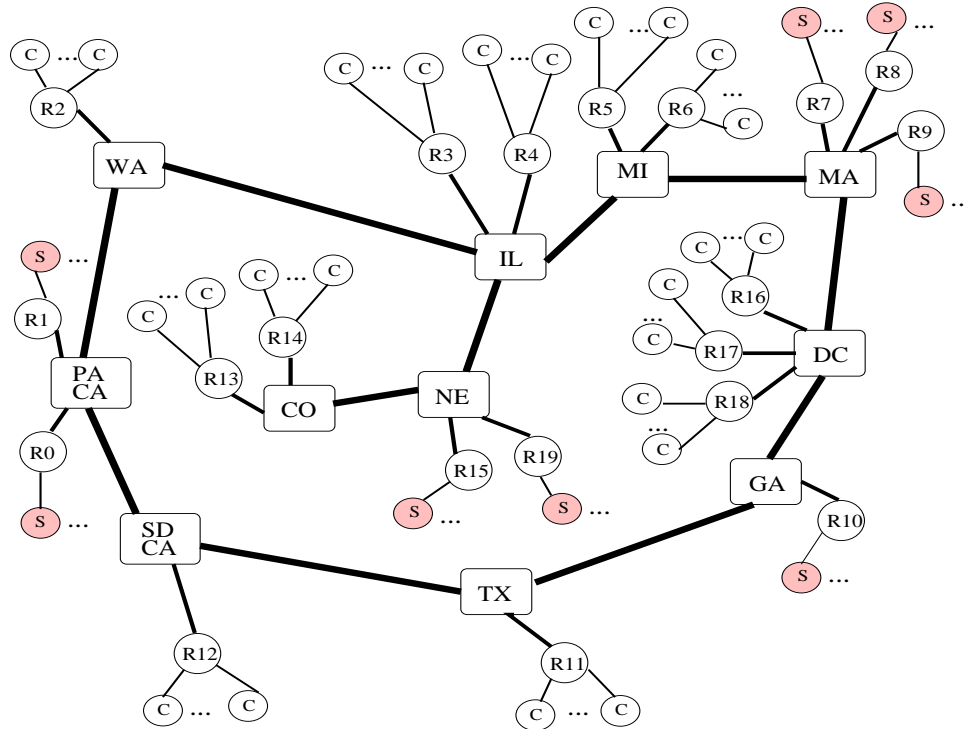 C ... C
R2
WA
C ... C
R3
C ... C
R4
IL
C ... C
R5
C
...
C
R6
MI
S ...
R7
S ...
R8
R9
S ..
MA
S ...
R1
PA
CA
R0
S ...
... C
C
R13
C ... C
R14
CO
NE
R15
S ...
R19
S ...
C ... C
R16
C
...
C
R17
DC
C
...
C
R18
GA
R10
S ...
SD
CA
R12
C ... C
TX
R11
C ... C